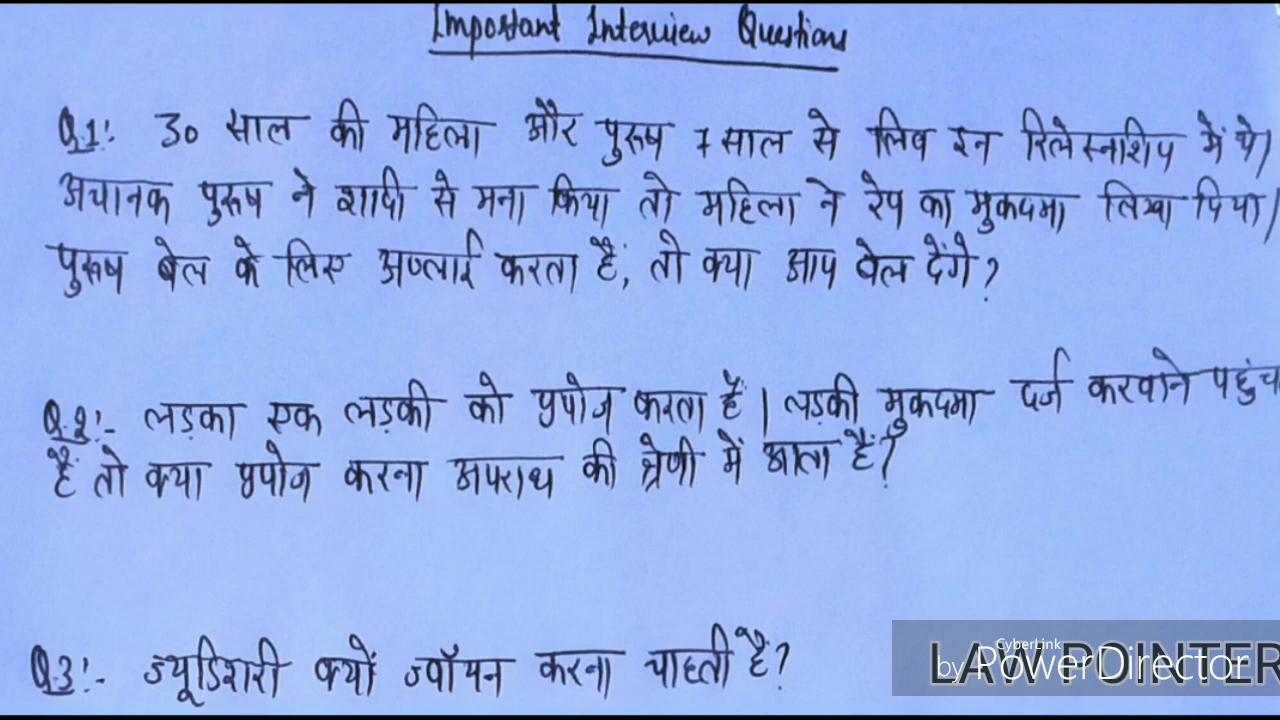 Important Interview Questions
Q.1:- 30 साल की महिला और पुरूष 7 साल से लिव इन रिलेस्नशिप में थे।
अचानक पुरूष ने शादी से मना किया तो महिला ने रेप का मुकदमा लिखा दिया।
पुरूष बेल के लिए अप्लाई करता है, तो क्या आप बेल देंगे?
Q.2:- लड़का एक लड़की को प्रपोज करता है। लड़की मुकदमा दर्ज करवाने पहुंच
है तो क्या प्रपोज करना अपराध की श्रेणी में आता है?
Q.3:- ज्यूडिशरी क्यों ज्वॉयन करना चाहती हैं?
LAW POINTER
CyberLink
by PowerDirector